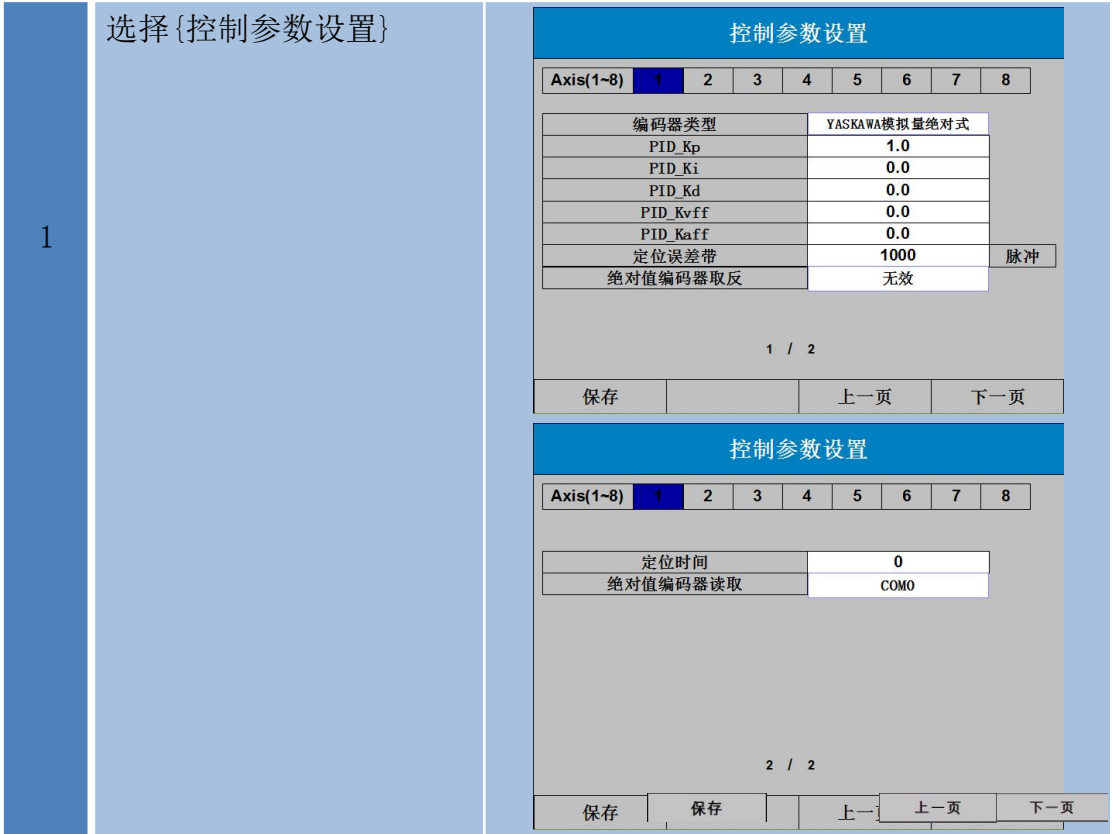 1
选择{控制参数设置}
控制参数设置
Axis(1~8) 1 2 3 4 5 6 7 8
编码器类型 YASKAWA模拟量绝对式
PID_Kp 1.0
PID_Ki 0.0
PID_Kd 0.0
PID_Kvff 0.0
PID_Kaff 0.0
定位误差带 1000 脉冲
绝对值编码器取反 无效
1 / 2
保存 上一页 下一页
控制参数设置
Axis(1~8) 1 2 3 4 5 6 7 8
定位时间 0
绝对值编码器读取 COM0
2 / 2
保存 保存 上一 上一页 下一页